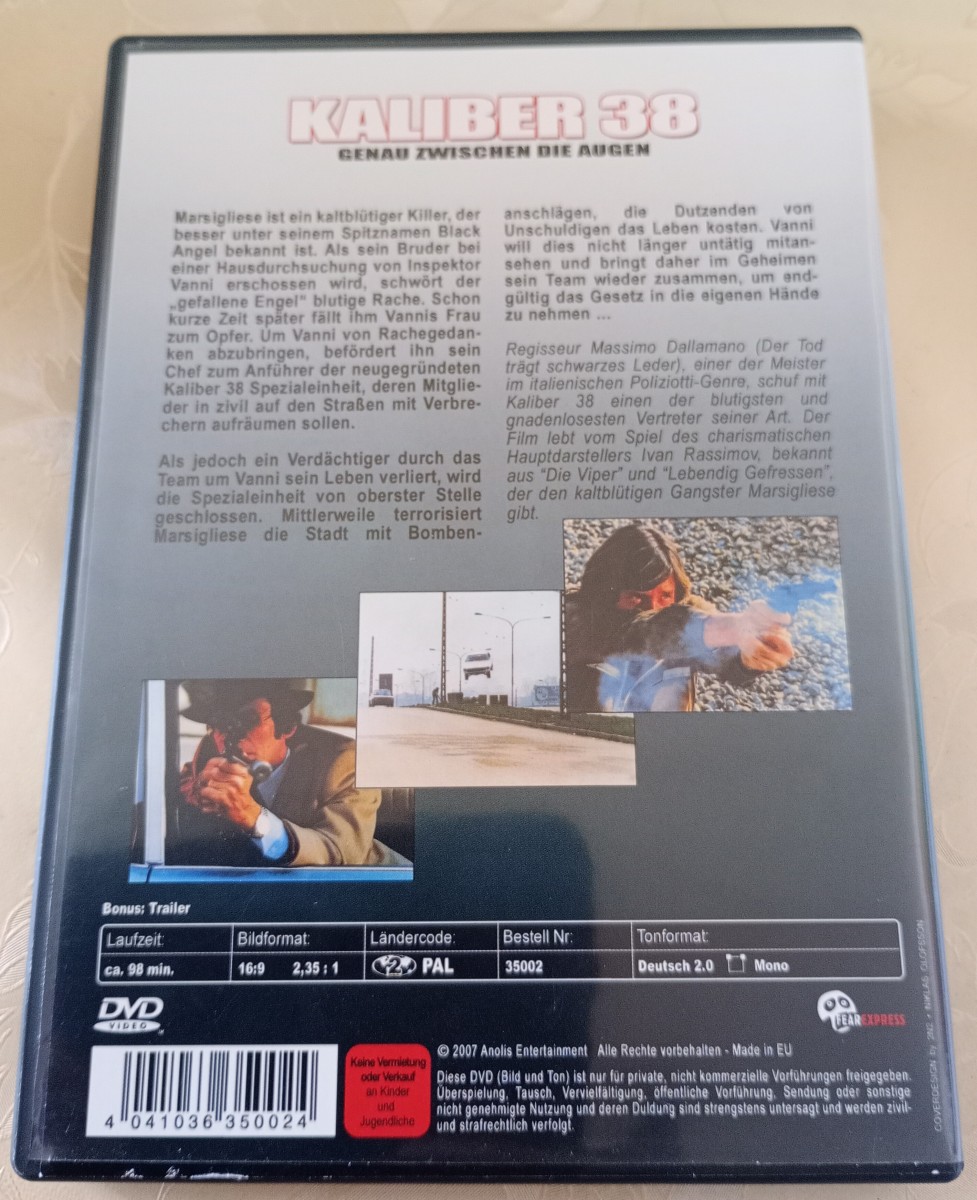 KALIBER 38
GENAU ZWISCHEN DIE AUGEN
Marsigliese ist ein kaltblütiger Killer, der
besser unter seinem Spitznamen Black
Angel bekannt ist. Als sein Bruder bei
einer Hausdurchsuchung von Inspektor
Vanni erschossen wird, schwört der
„gefallene Engel“ blutige Rache. Schon
kurze Zeit später fällt ihm Vannis Frau
zum Opfer. Um Vanni von Rachegedan-
ken abzubringen, befördert ihn sein
Chef zum Anführer der neugegründeten
Kaliber 38 Spezialeinheit, deren Mitglie-
der in zivil auf den Straßen mit Verbre-
chern aufräumen sollen.
Als jedoch ein Verdächtiger durch das
Team um Vanni sein Leben verliert, wird
die Spezialeinheit von oberster Stelle
geschlossen. Mittlerweile terrorisiert
Marsigliese die Stadt mit Bomben-
anschlägen, die Dutzenden von
Unschuldigen das Leben kosten. Vanni
will dies nicht länger untätig mitan-
sehen und bringt daher im Geheimen
sein Team wieder zusammen, um end-
gültig das Gesetz in die eigenen Hände
zu nehmen ...
Regisseur Massimo Dallamano (Der Tod
trägt schwarzes Leder), einer der Meister
im italienischen Poliziotti-Genre, schuf mit
Kaliber 38 einen der blutigsten und
gnadenlosesten Vertreter seiner Art. Der
Film lebt vom Spiel des charismatischen
Hauptdarstellers Ivan Rassimov, bekannt
aus “Die Viper” und “Lebendig Gefressen”,
der den kaltblütigen Gangster Marsigliese
gibt.
Bonus: Trailer
Laufzeit: Bildformat: Ländercode: Bestell Nr: Tonformat:
ca. 98 min. 16:9 2,35 : 1 2 PAL 35002 Deutsch 2.0 Mono
DVD
VIDEO
FEAREXPRESS
4 041036 350024
Keine Vermietung
oder Verkauf
an Kinder
und
Jugendliche
© 2007 Anolis Entertainment Alle Rechte vorbehalten - Made in EU
Diese DVD (Bild und Ton) ist nur für private, nicht kommerzielle Vorführungen freigegeben.
Überspielung, Tausch, Vervielfältigung, öffentliche Vorführung, Sendung oder sonstige
nicht genehmigte Nutzung und deren Duldung sind strengstens untersagt und werden zivil-
und strafrechtlich verfolgt.
COVERDESIGN by 2N2 • NIKLAS OLOFSSON